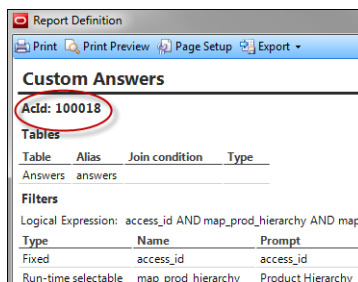 Report Definition
Print Print Preview Page Setup Export
Custom Answers
AcId: 100018
Tables
Table Alias Join condition Type
Answers answers
Filters
Logical Expression: access_id AND map_prod_hierarchy AND map
Type Name Prompt
Fixed access_id access_id
Run-time selectable map_prod_hierarchy Product Hierarchy